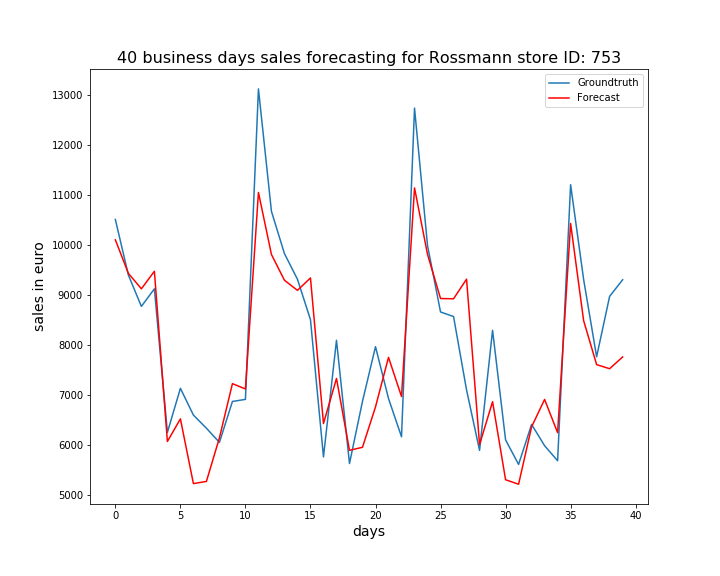 40 business days sales forecasting for Rossmann store ID: 753
Groundtruth
Forecast
13000
12000
11000
10000
9000
8000
7000
6000
5000
sales in euro
0 5 10 15 20 25 30 35 40
days